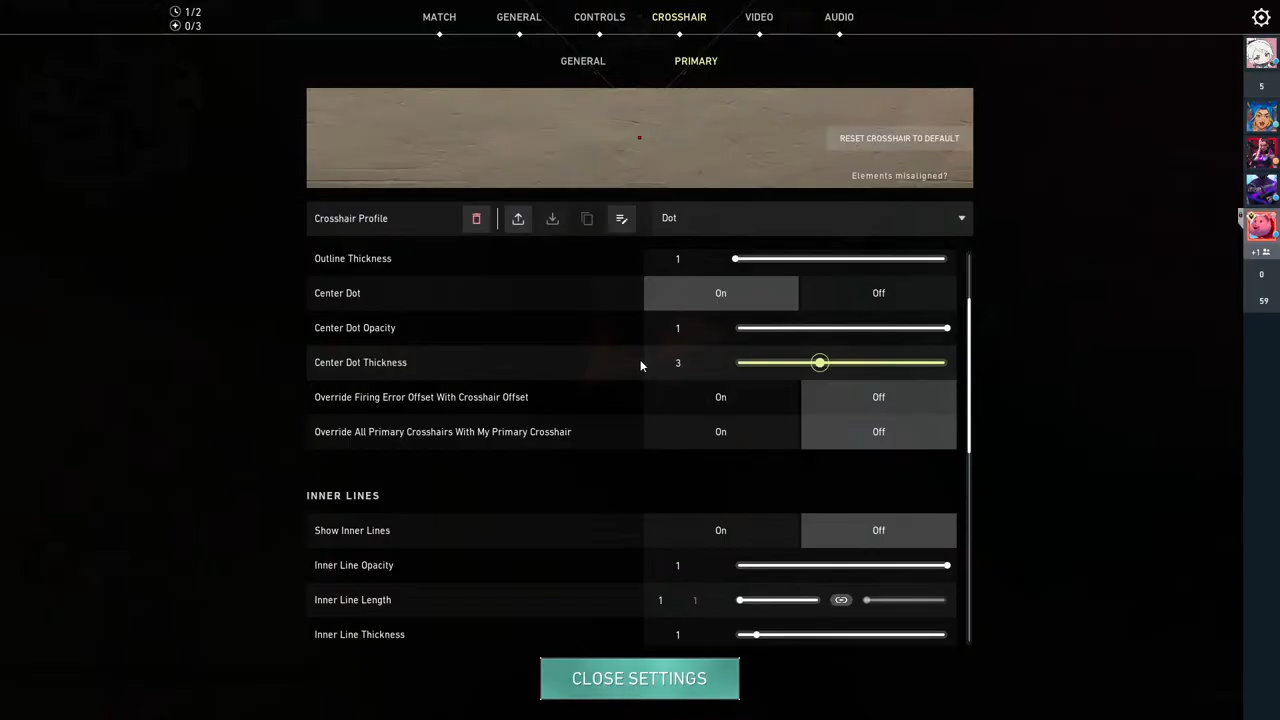 1/2
0/3
MATCH GENERAL CONTROLS CROSSHAIR VIDEO AUDIO
GENERAL PRIMARY
RESET CROSSHAIR TO DEFAULT
Elements misaligned?
Crosshair Profile Dot
Outline Thickness 1
Center Dot On Off
Center Dot Opacity 1
Center Dot Thickness 3
Override Firing Error Offset With Crosshair Offset On Off
Override All Primary Crosshairs With My Primary Crosshair On Off
INNER LINES
Show Inner Lines On Off
Inner Line Opacity 1
Inner Line Length 1 1
Inner Line Thickness 1
CLOSE SETTINGS
5
+1
0
59